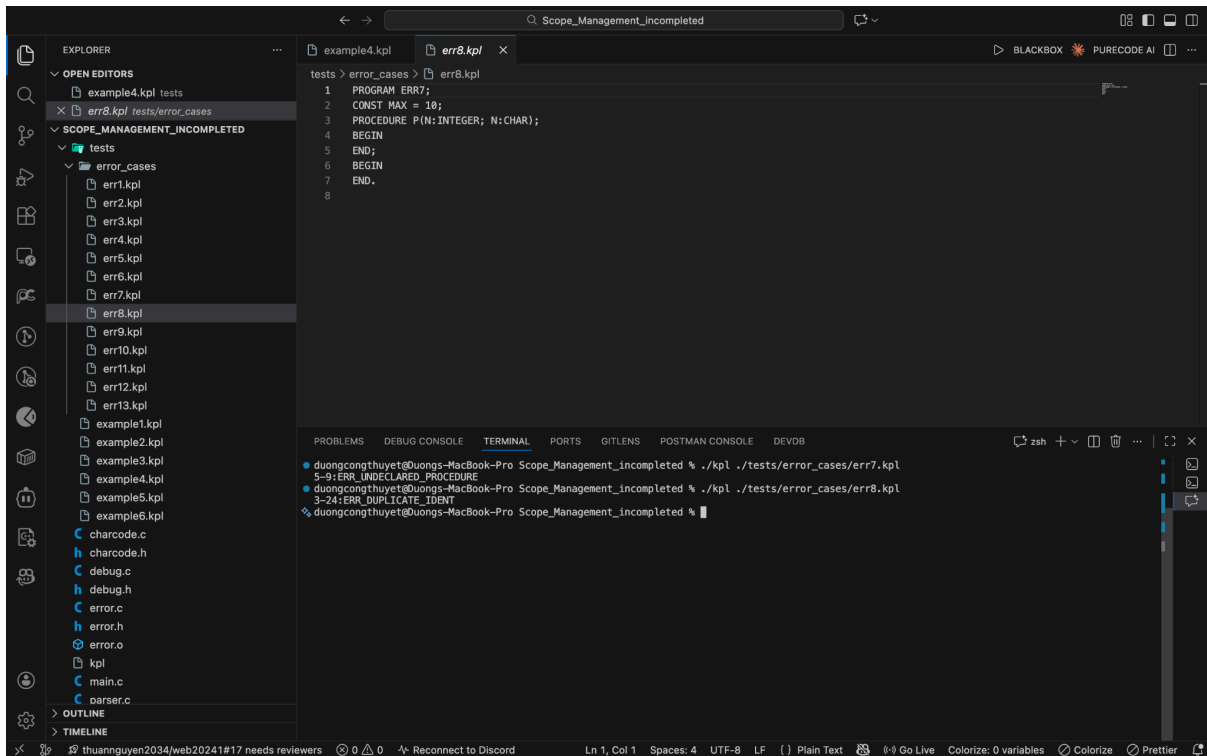 Scope_Management_incompleted
EXPLORER
example4.kpl
err8.kpl
BLACKBOX
PURECODE AI
OPEN EDITORS
example4.kpl tests
err8.kpl tests/error_cases
SCOPE_MANAGEMENT_INCOMPLETED
tests
error_cases
err1.kpl
err2.kpl
err3.kpl
err4.kpl
err5.kpl
err6.kpl
err7.kpl
err8.kpl
err9.kpl
err10.kpl
err11.kpl
err12.kpl
err13.kpl
example1.kpl
example2.kpl
example3.kpl
example4.kpl
example5.kpl
example6.kpl
C charcode.c
h charcode.h
C debug.c
h debug.h
C error.c
h error.h
error.o
kpl
C main.c
C parser.c
OUTLINE
TIMELINE
tests > error_cases > err8.kpl
1 PROGRAM ERR7;
2 CONST MAX = 10;
3 PROCEDURE P(N:INTEGER; N:CHAR);
4 BEGIN
5 END;
6 BEGIN
7 END.
8
PROBLEMS DEBUG CONSOLE TERMINAL PORTS GITLENS POSTMAN CONSOLE DEVDB
zsh
duongcongthuyet@Duongs-MacBook-Pro Scope_Management_incompleted % ./kpl ./tests/error_cases/err7.kpl
5-9:ERR_UNDECLARED_PROCEDURE
duongcongthuyet@Duongs-MacBook-Pro Scope_Management_incompleted % ./kpl ./tests/error_cases/err8.kpl
3-24:ERR_DUPLICATE_IDENT
duongcongthuyet@Duongs-MacBook-Pro Scope_Management_incompleted %
thuannguyen2034/web20241#17 needs reviewers 0 0 Reconnect to Discord Ln 1, Col 1 Spaces: 4 UTF-8 LF {} Plain Text Go Live Colorize: 0 variables Colorize Prettier